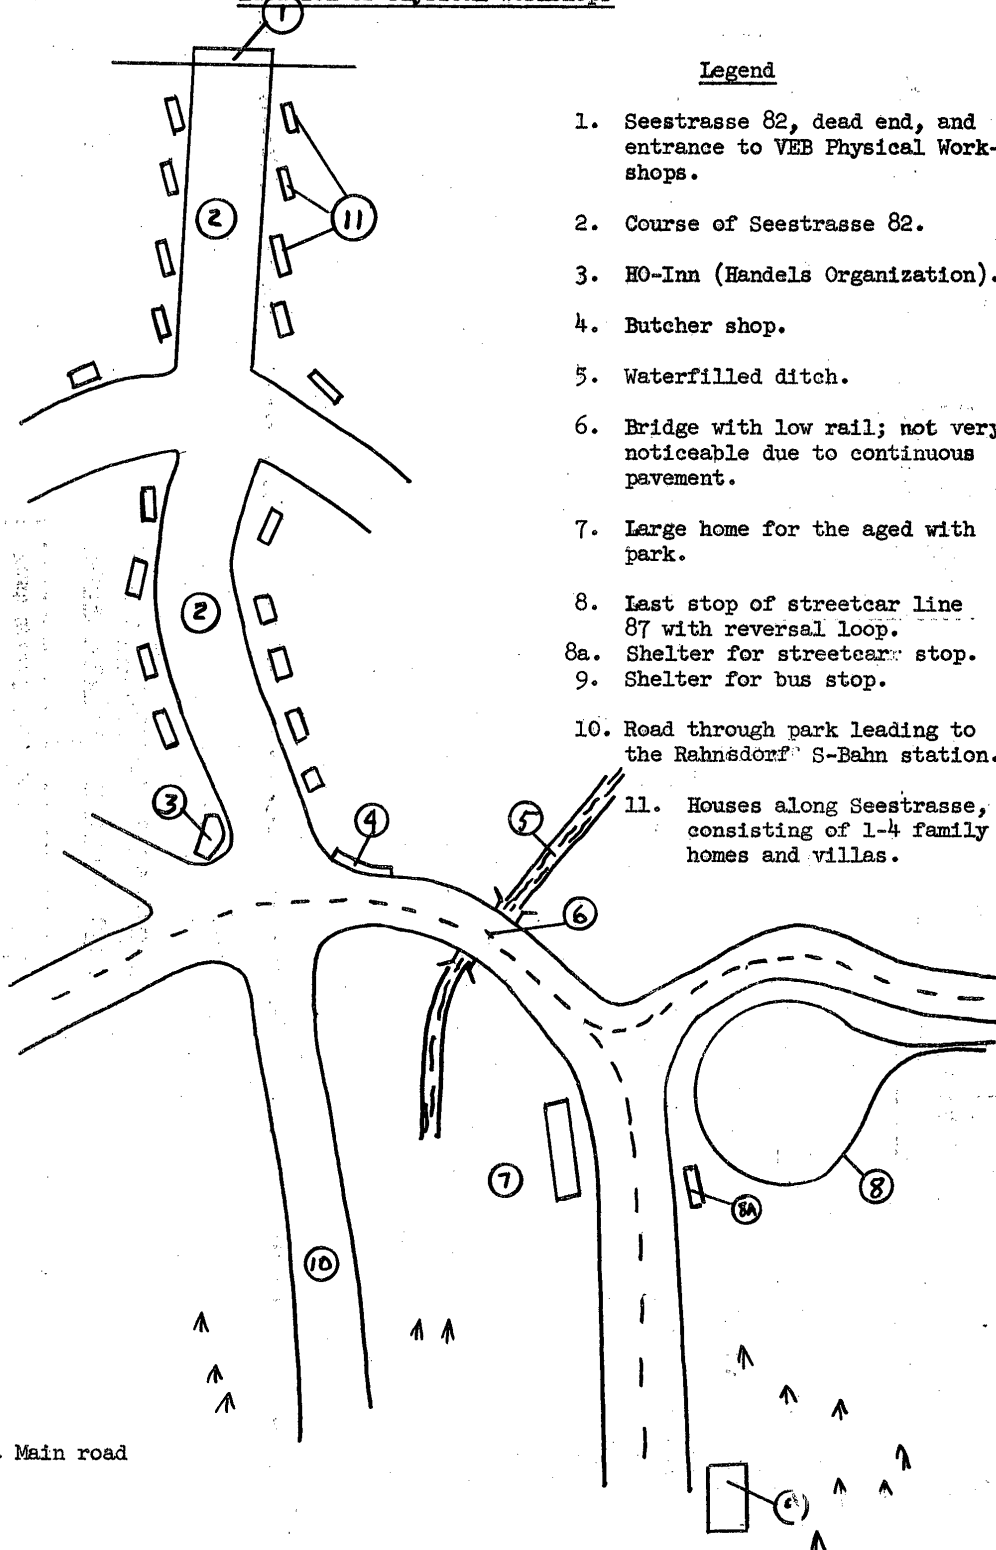 Location of Physical Workshops
Legend
1. Seestrasse 82, dead end, and
entrance to VEB Physical Work-
shops.
2. Course of Seestrasse 82.
3. HO-Inn (Handels Organization).
4. Butcher shop.
5. Waterfilled ditch.
6. Bridge with low rail; not very
noticeable due to continuous
pavement.
7. Large home for the aged with
park.
8. Last stop of streetcar line
87 with reversal loop.
8a. Shelter for streetcar stop.
9. Shelter for bus stop.
10. Road through park leading to
the Rahnsdorf S-Bahn station.
11. Houses along Seestrasse,
consisting of 1-4 family
homes and villas.
1
2
11
2
3
4
5
6
7
8
8A
10
. Main road